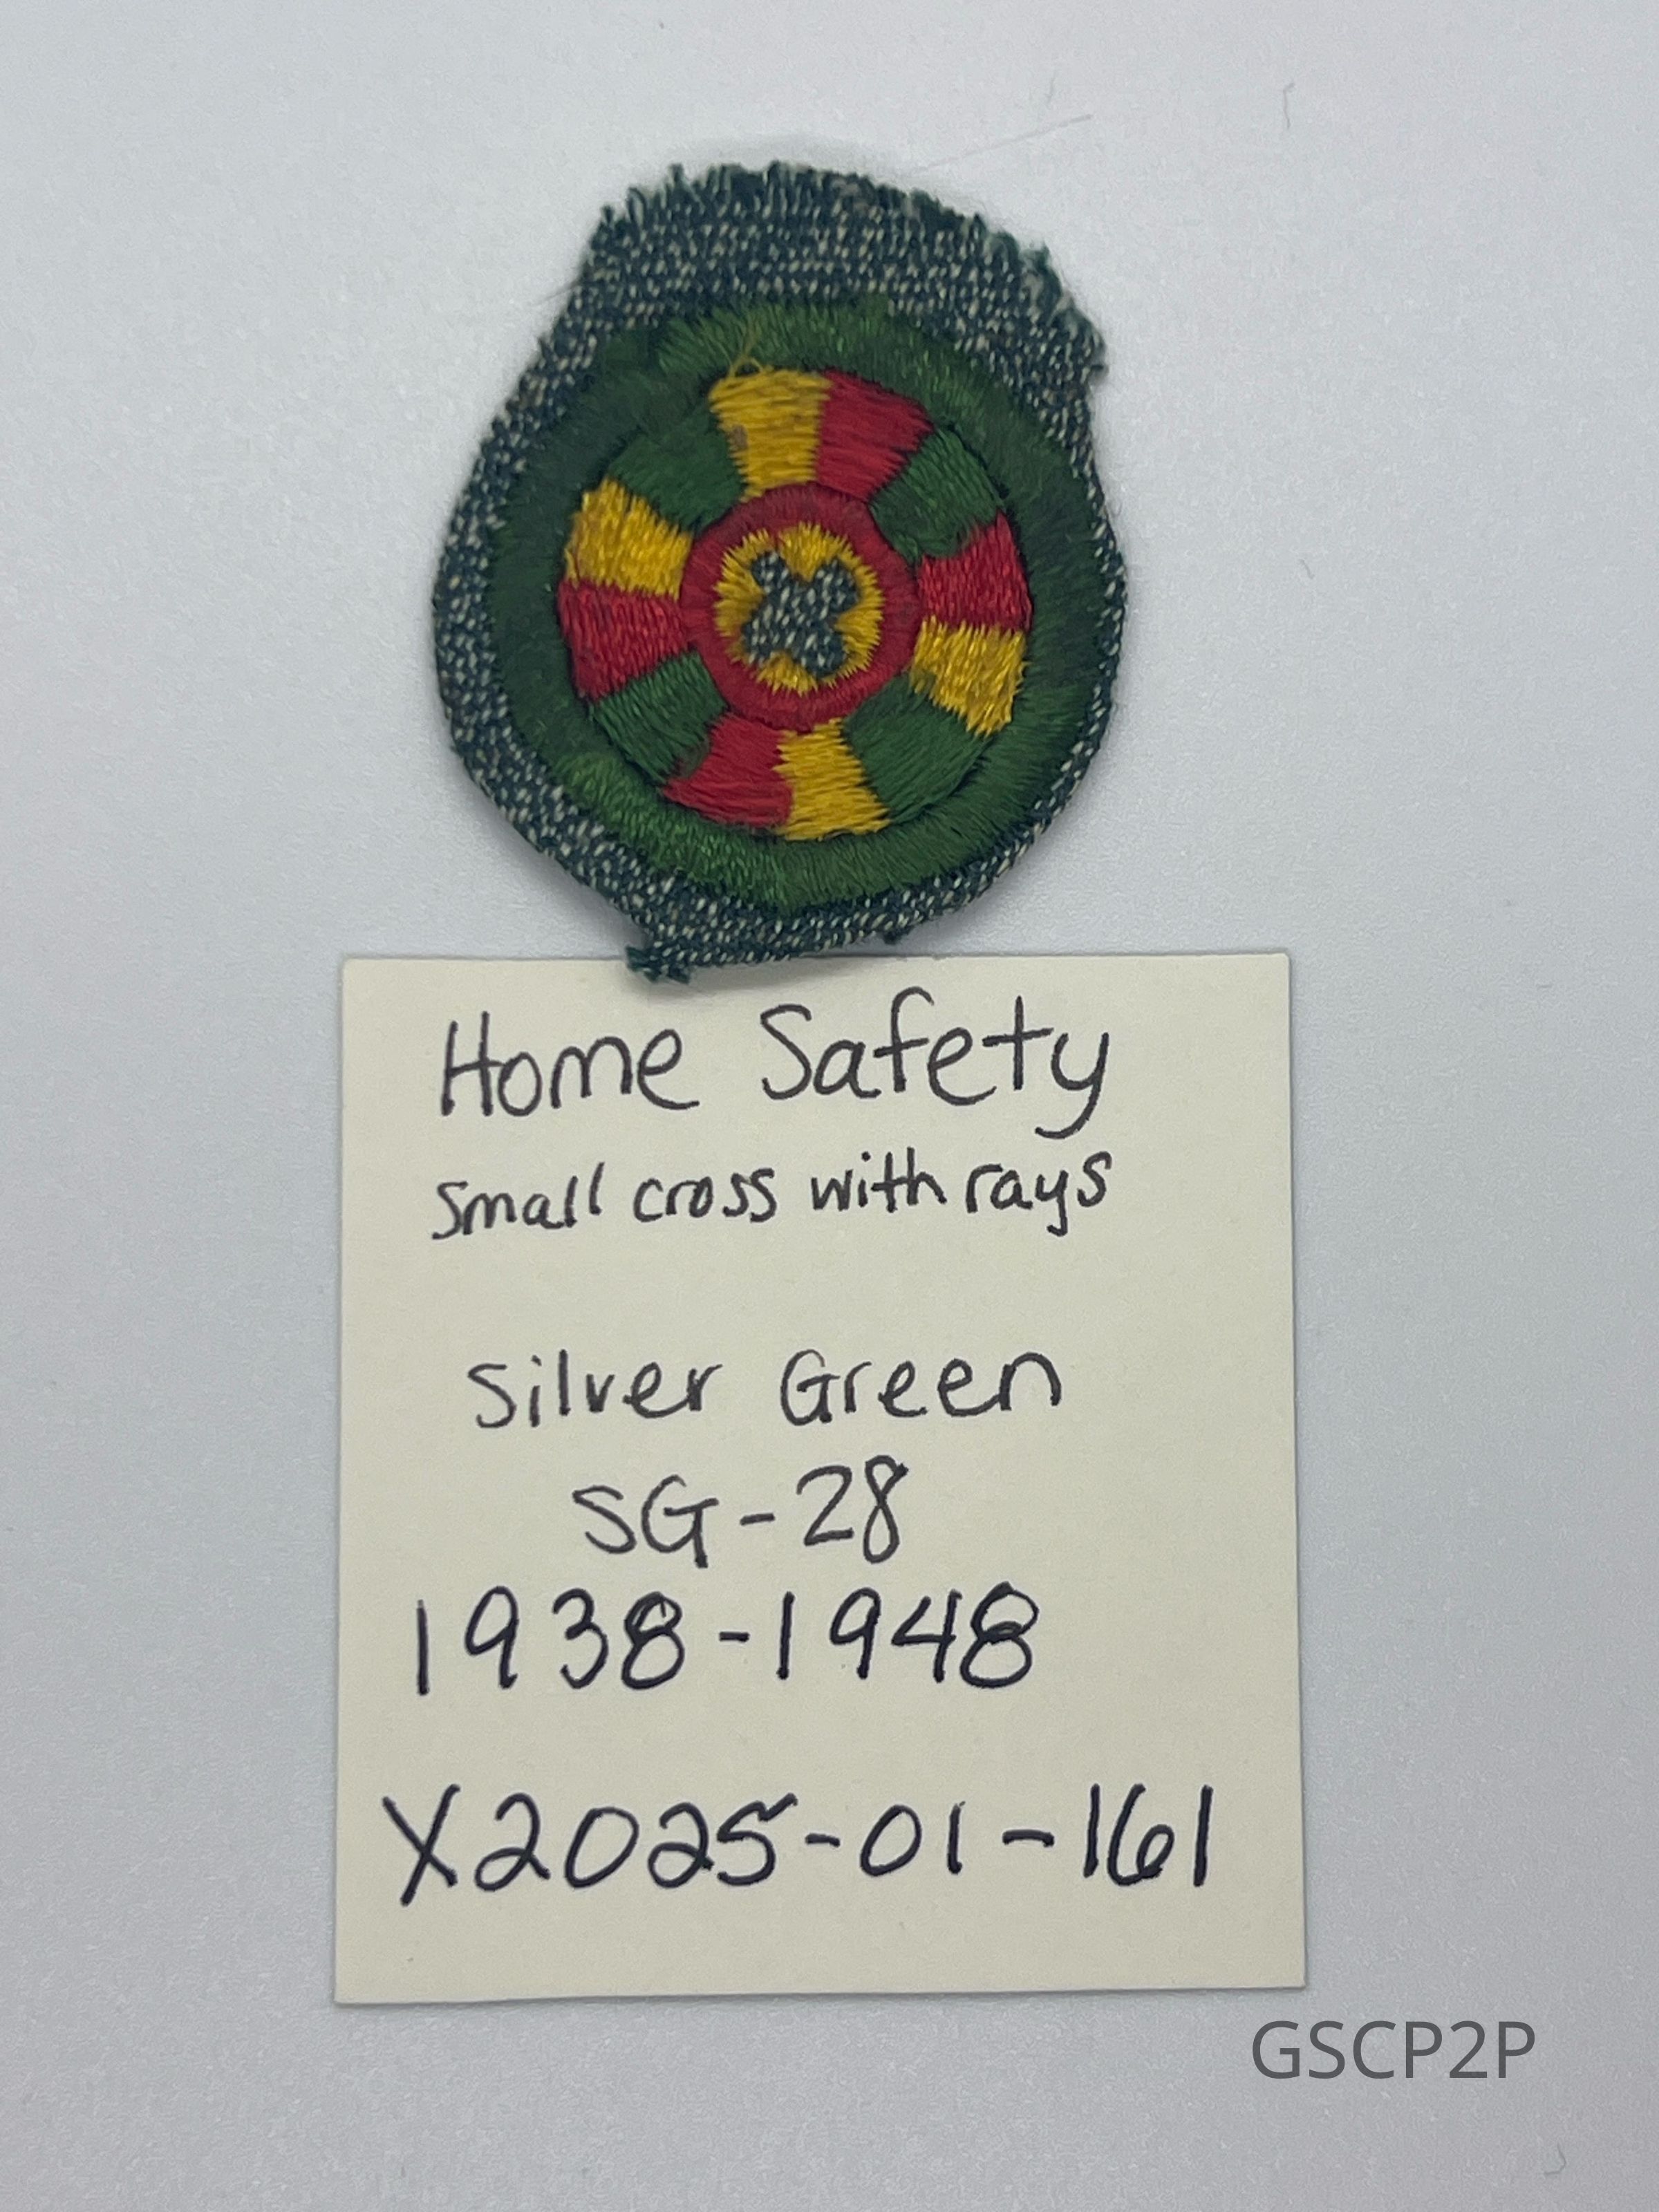 Home Safety
Small cross with rays
Silver Green
SG-28
1938-1948
X2025-01-161
GSCP2P